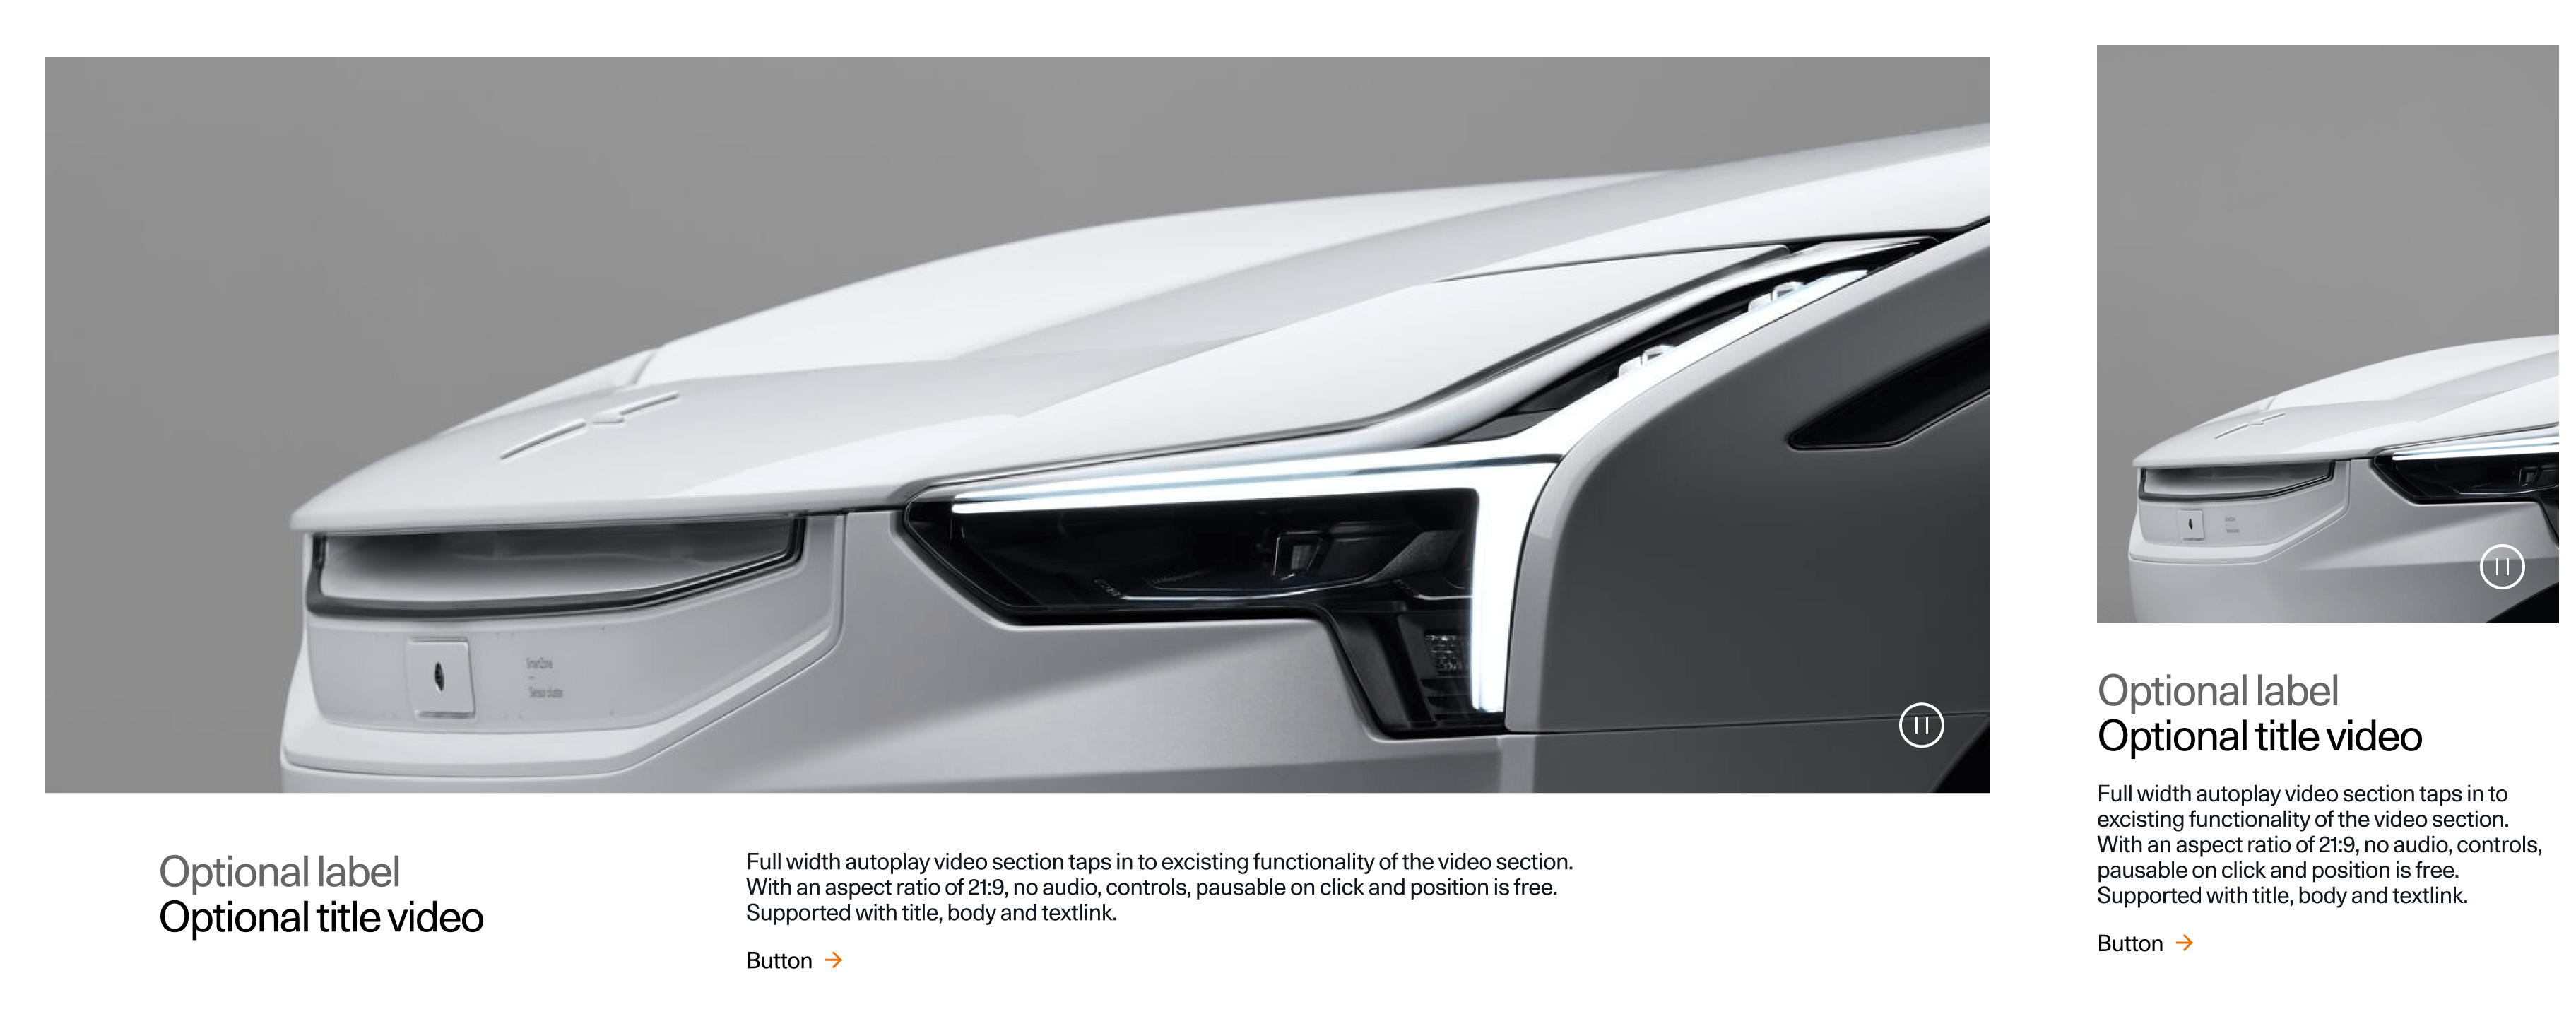 SmartZone
Sensor cluster
Optional label
Optional title video
Full width autoplay video section taps in to excisting functionality of the video section.
With an aspect ratio of 21:9, no audio, controls, pausable on click and position is free.
Supported with title, body and textlink.
Button
Optional label
Optional title video
Full width autoplay video section taps in to
excisting functionality of the video section.
With an aspect ratio of 21:9, no audio, controls,
pausable on click and position is free.
Supported with title, body and textlink.
Button